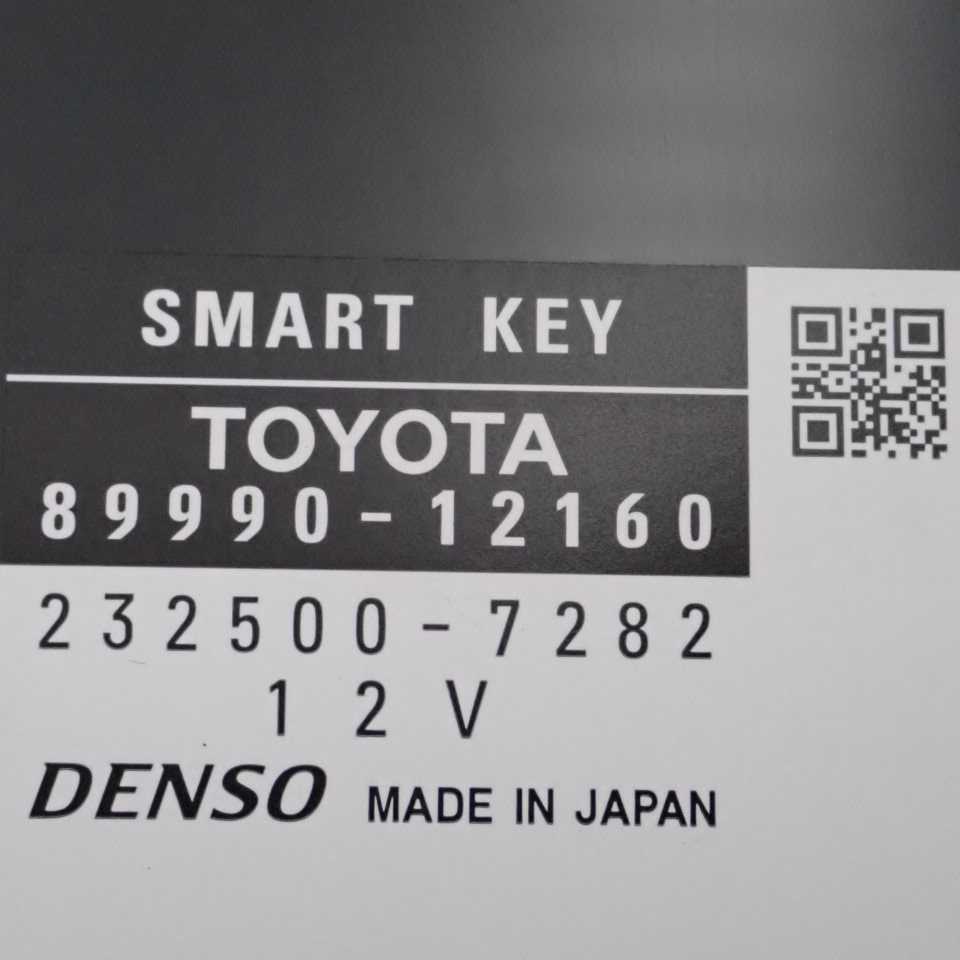 SMART KEY
TOYOTA
89990-12160
232500-7282
12V
DENSO MADE IN JAPAN